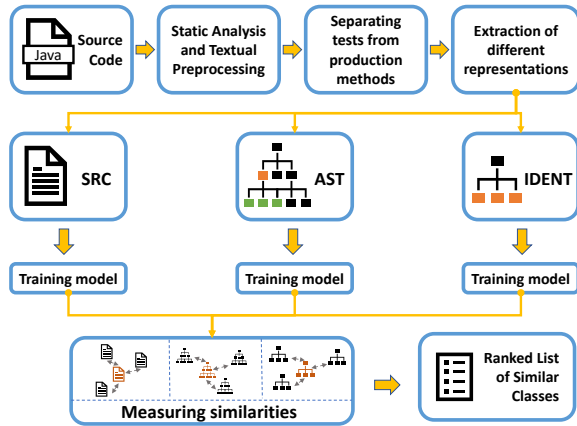 Java
Source
Code
Static Analysis
and Textual
Preprocessing
Separating
tests from
production
methods
Extraction of
different
representations
SRC
AST
IDENT
Training model
Training model
Training model
Measuring similarities
Ranked List
of Similar
Classes